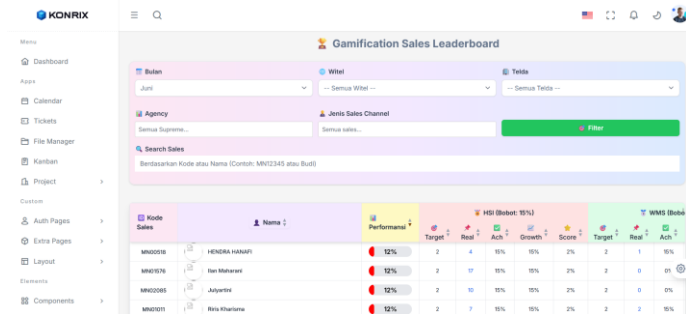 KONRIX
Menu
Dashboard
Apps
Calendar
Tickets
File Manager
Kanban
Project
Custom
Auth Pages
Extra Pages
Layout
Elements
Components
Gamification Sales Leaderboard
Bulan
Witel
Telda
Juni
-- Semua Witel --
-- Semua Telda --
Agency
Jenis Sales Channel
Semua Supreme...
Semua sales...
Filter
Search Sales
Berdasarkan Kode atau Nama (Contoh: MN12345 atau Budi)
Kode Sales
Nama
Performansi
HSI (Bobot: 15%)
WMS (Bobo
Target Real Ach Growth Score Target Real Ach
MN00518 HENDRA HANAFI 12% 2 4 15% 15% 2% 2 1 15%
MN01576 Ilan Maharani 12% 2 17 15% 15% 2% 2 0 01
MN02085 Julyartini 12% 2 10 15% 15% 2% 2 0 0%
MN01011 Riris Kharisma 12% 2 7 15% 15% 2% 2 2 15%